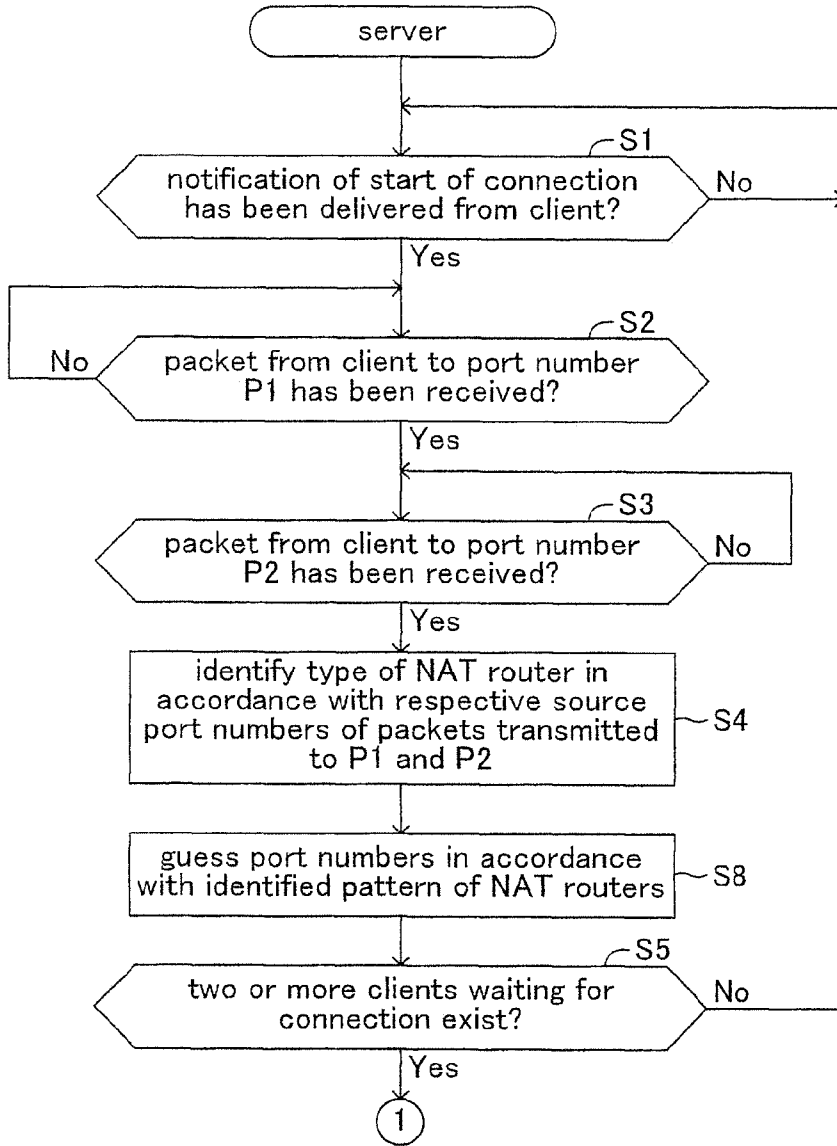 server
S1
notification of start of connection
has been delivered from client?
No
Yes
S2
No
packet from client to port number
P1 has been received?
Yes
S3
packet from client to port number
P2 has been received?
No
Yes
identify type of NAT router in
accordance with respective source
port numbers of packets transmitted
to P1 and P2
S4
guess port numbers in accordance
with identified pattern of NAT routers
S8
S5
two or more clients waiting for
connection exist?
No
Yes
1